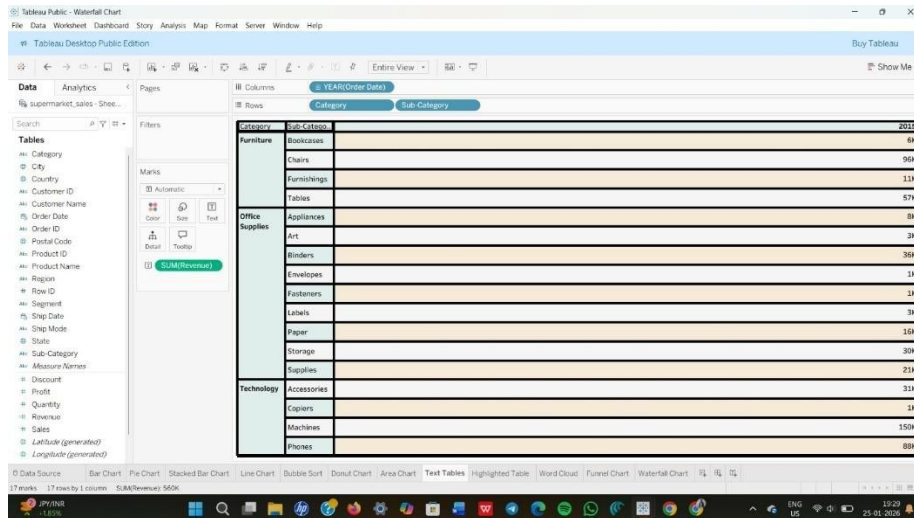 Tableau Public - Waterfall Chart
File Data Worksheet Dashboard Story Analysis Map Format Server Window Help
Tableau Desktop Public Edition Buy Tableau
Entire View Show Me
Data Analytics Pages Columns YEAR(Order Date)
supermarket_sales - Shee... Rows Category Sub-Category
Search Filters
Tables
Category
City
Country
Customer ID
Customer Name
Order Date
Order ID
Postal Code
Product ID
Product Name
Region
Row ID
Segment
Ship Date
Ship Mode
State
Sub-Category
Measure Names
Discount
Profit
Quantity
Revenue
Sales
Latitude (generated)
Longitude (generated)
Marks
Automatic
Color Size Text
Detail Tooltip
SUM(Revenue)
Category Sub-Catego.. 2015
Furniture Bookcases 6K
Chairs 96K
Furnishings 11K
Tables 57K
Office Supplies Appliances 8K
Art 3K
Binders 36K
Envelopes 1K
Fasteners 1K
Labels 3K
Paper 16K
Storage 30K
Supplies 21K
Technology Accessories 31K
Copiers 1K
Machines 150K
Phones 88K
Data Source Bar Chart Pie Chart Stacked Bar Chart Line Chart Bubble Sort Donut Chart Area Chart Text Tables Highlighted Table Word Cloud Funnel Chart Waterfall Chart
17 marks 17 rows by 1 column SUM(Revenue): 560K
JPY/INR
+1.85%
ENG
US
19:29
25-01-2026